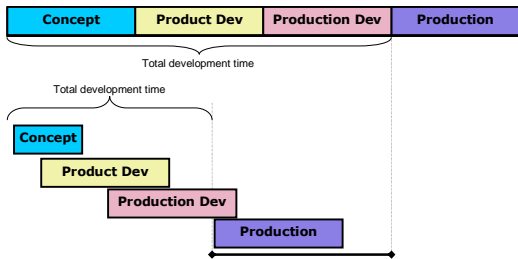 Concept Product Dev Production Dev Production
Total development time
Total development time
Concept
Product Dev
Production Dev
Production